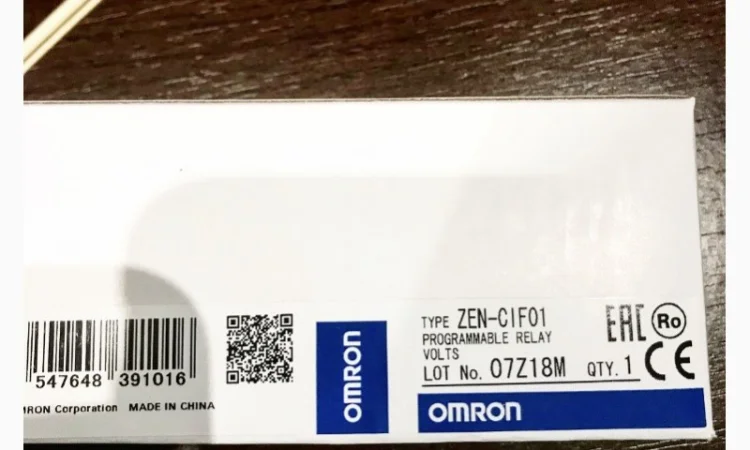 547648 391016
RON Corporation MADE IN CHINA
OMRON
TYPE ZEN-CIF01
PROGRAMMABLE RELAY
VOLTS
LOT No. 07Z18M QTY. 1
EAC Ro
CE
OMRON